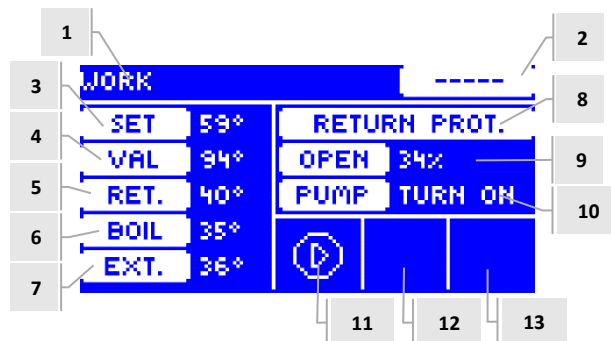 1
2
WORK
-----
3
SET 59°
RETURN PROT.
8
4
VAL 94°
OPEN 34%
9
5
RET. 40°
PUMP TURN ON
10
6
BOIL 35°
7
EXT. 36°
11
12
13